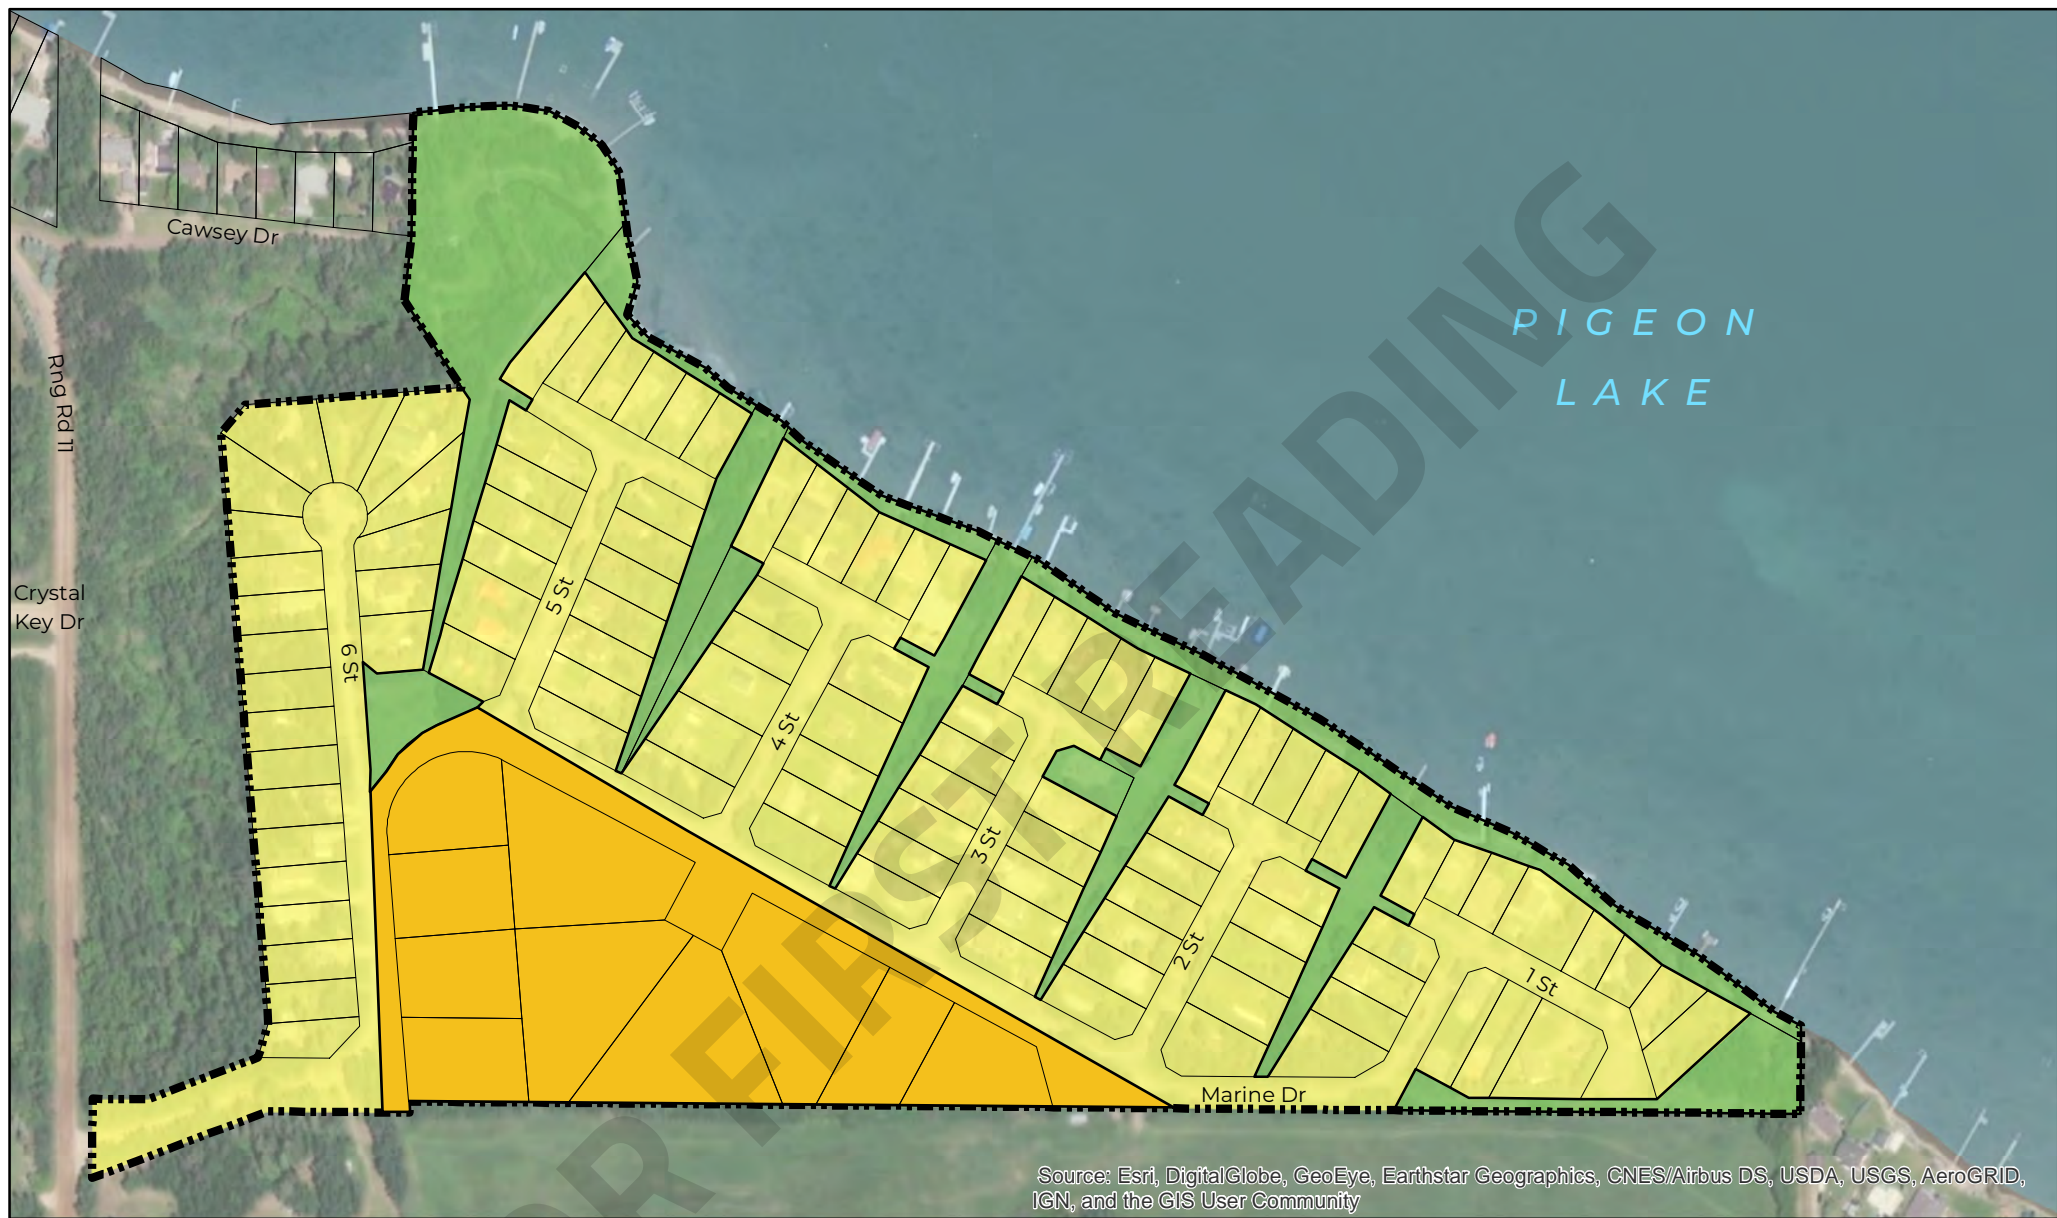 Cawsey Dr
Rng Rd 11
PIGEON
LAKE
Crystal
Key Dr
5 St
6 St
4 St
3 St
2 St
1 St
Marine Dr
OR FIRST READING
Source: Esri, DigitalGlobe, GeoEye, Earthstar Geographics, CNES/Airbus DS, USDA, USGS, AeroGRID,
IGN, and the GIS User Community